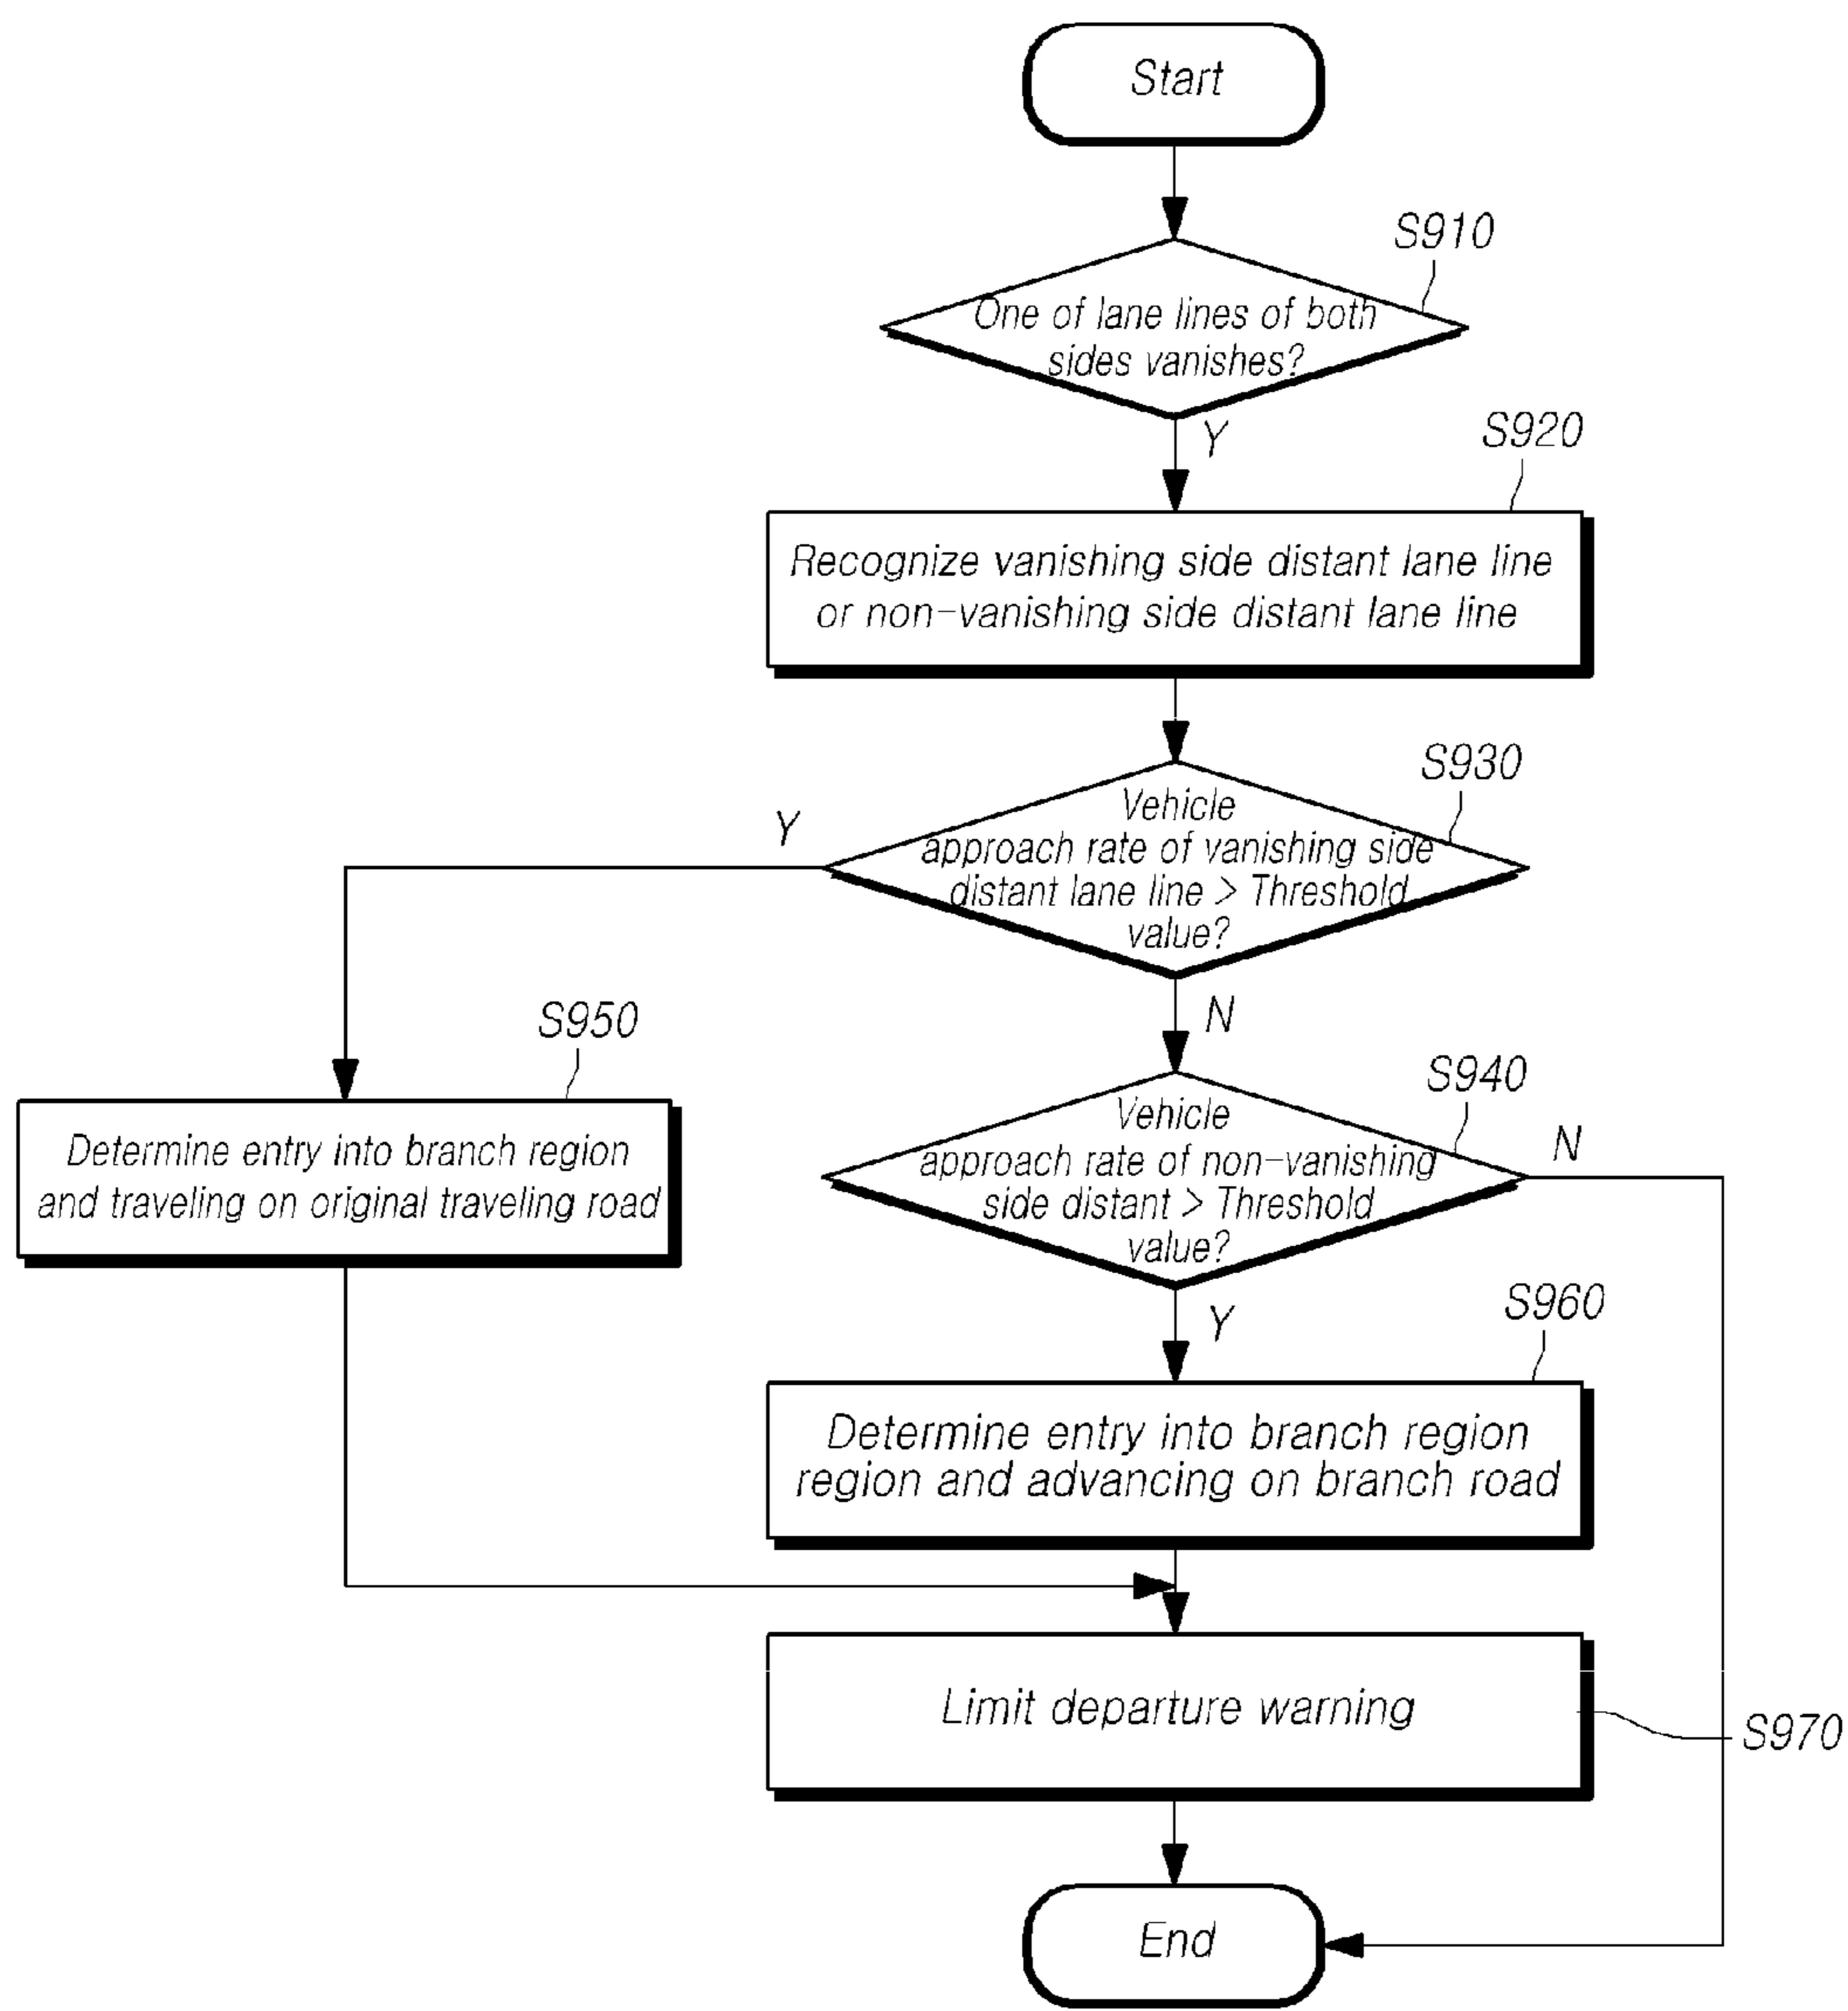 Start
S910
One of lane lines of both
sides vanishes?
Y
S920
Recognize vanishing side distant lane line
or non-vanishing side distant lane line
S930
Vehicle
approach rate of vanishing side
distant lane line > Threshold
value?
Y
N
S950
Determine entry into branch region
and traveling on original traveling road
S940
Vehicle
approach rate of non-vanishing
side distant > Threshold
value?
N
Y
S960
Determine entry into branch region
region and advancing on branch road
Limit departure warning
S970
End